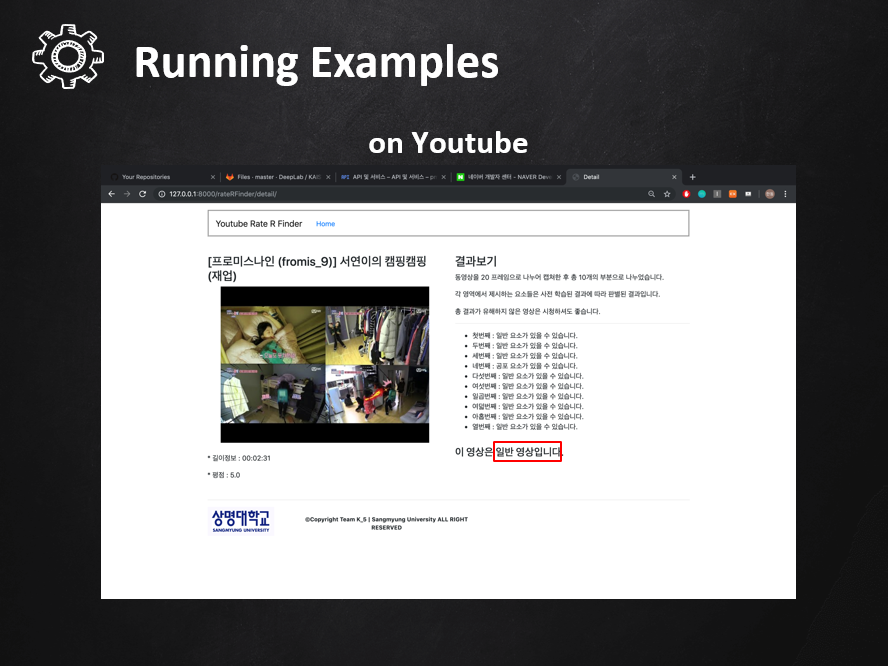 Running Examples
on Youtube
Your Repositories
Files · master · DeepLab / KAIS
API 및 서비스 – API 및 서비스 – pr
네이버 개발자 센터 - NAVER Deve
Detail
127.0.0.1:8000/rateRFinder/detail/
Youtube Rate R Finder
Home
[프로미스나인 (fromis_9)] 서연이의 캠핑캠핑
(재업)
* 길이정보 : 00:02:31
* 평점 : 5.0
결과보기
동영상을 20 프레임으로 나누어 캡쳐한 후 총 10개의 부분으로 나누었습니다.
각 영역에서 제시하는 요소들은 사전 학습된 결과에 따라 판별된 결과입니다.
총 결과가 유해하지 않은 영상은 시청하셔도 좋습니다.
첫번째 : 일반 요소가 있을 수 있습니다.
두번째 : 일반 요소가 있을 수 있습니다.
세번째 : 일반 요소가 있을 수 있습니다.
네번째 : 공포 요소가 있을 수 있습니다.
다섯번째 : 일반 요소가 있을 수 있습니다.
여섯번째 : 일반 요소가 있을 수 있습니다.
일곱번째 : 일반 요소가 있을 수 있습니다.
여덟번째 : 일반 요소가 있을 수 있습니다.
아홉번째 : 일반 요소가 있을 수 있습니다.
열번째 : 일반 요소가 있을 수 있습니다.
이 영상은 일반 영상입니다.
상명대학교
SANGMYUNG UNIVERSITY
©Copyright Team K_5 | Sangmyung University ALL RIGHT
RESERVED